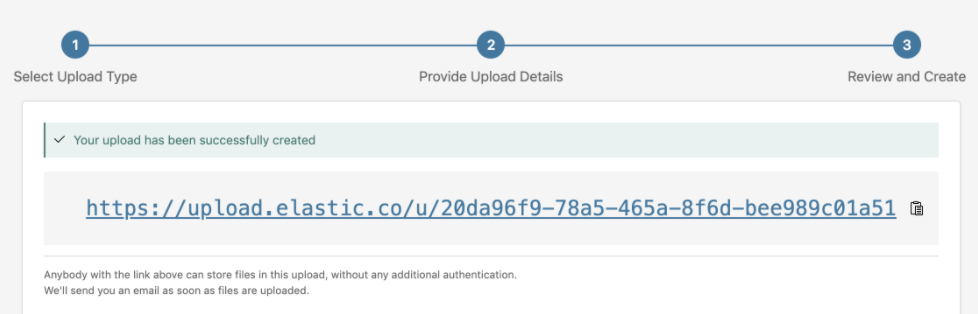 1 2 3
Select Upload Type Provide Upload Details Review and Create
Your upload has been successfully created
https://upload.elastic.co/u/20da96f9-78a5-465a-8f6d-bee989c01a51
Anybody with the link above can store files in this upload, without any additional authentication.
We'll send you an email as soon as files are uploaded.